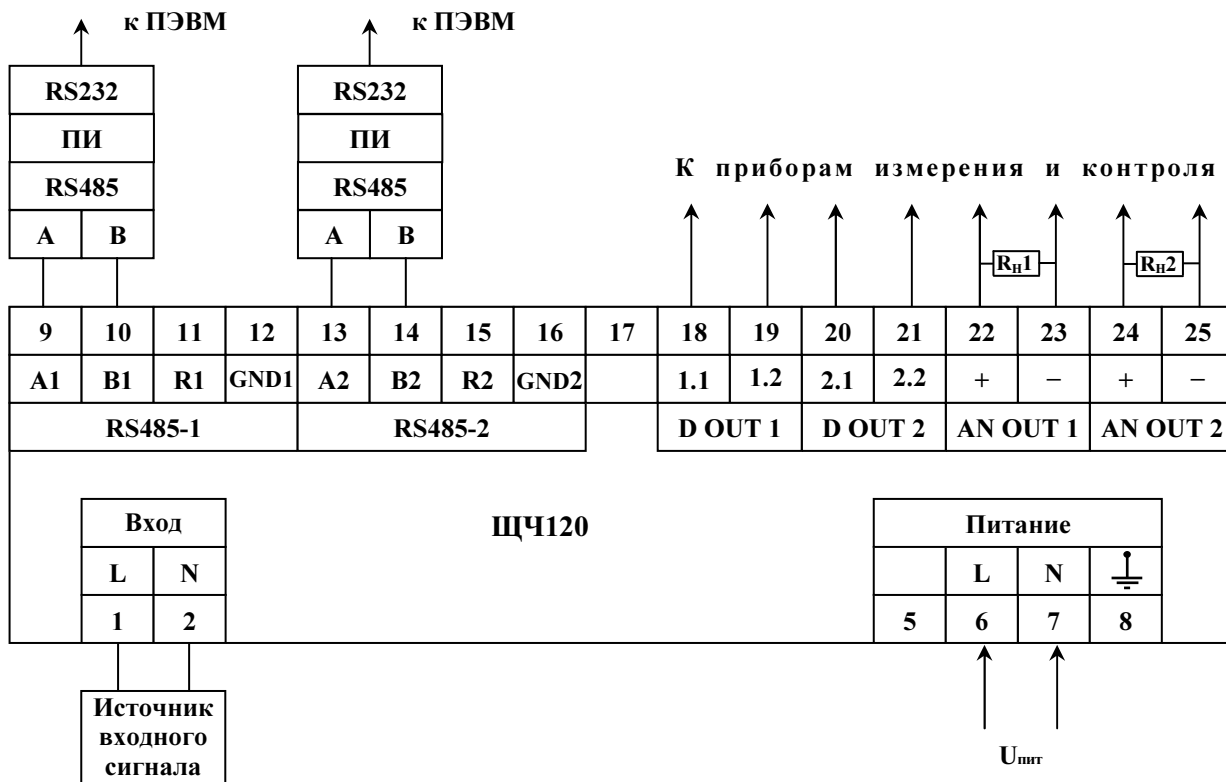 к ПЭВМ к ПЭВМ
RS232 RS232
ПИ ПИ
RS485 RS485
A B A B
К приборам измерения и контроля
RН1 RН2
9 10 11 12 13 14 15 16 17 18 19 20 21 22 23 24 25
A1 B1 R1 GND1 A2 B2 R2 GND2 1.1 1.2 2.1 2.2 + − + −
RS485-1 RS485-2 D OUT 1 D OUT 2 AN OUT 1 AN OUT 2
Вход ЩЧ120 Питание
L N L N
1 2 5 6 7 8
Источник
входного
сигнала
Uпит